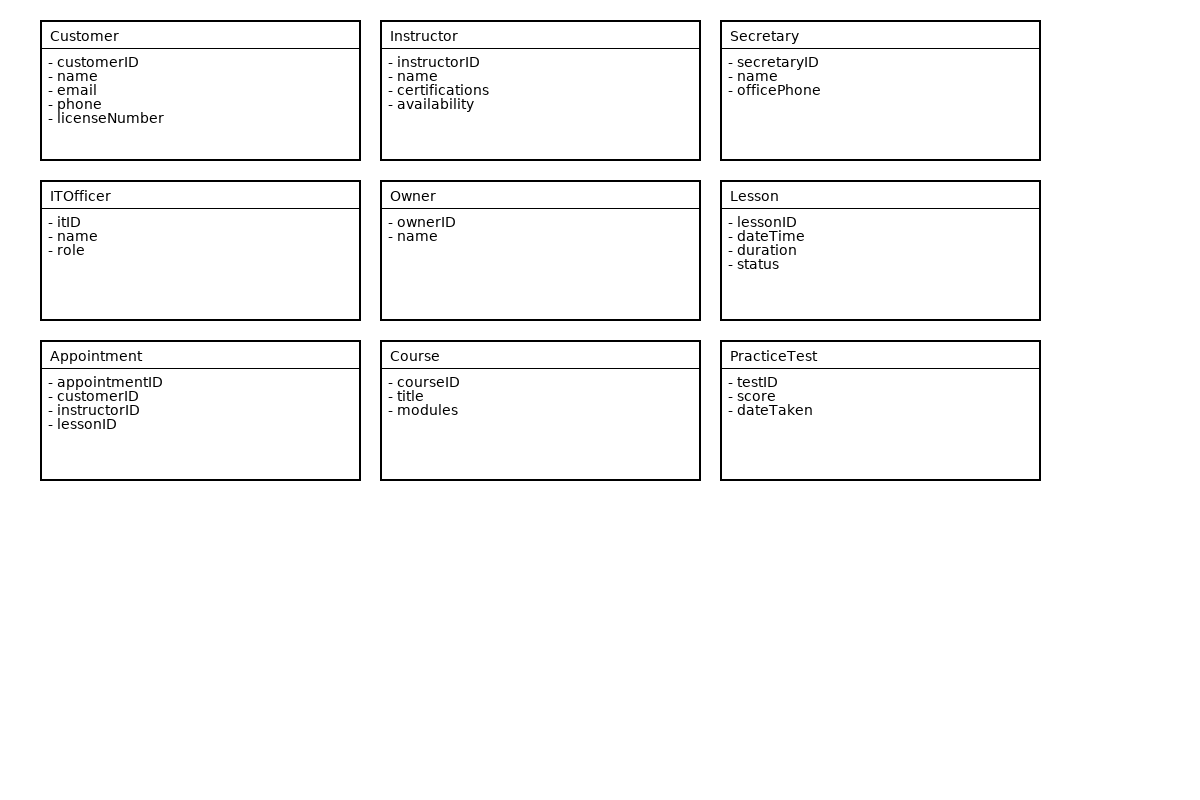 Customer
- customerID
- name
- email
- phone
- licenseNumber
Instructor
- instructorID
- name
- certifications
- availability
Secretary
- secretaryID
- name
- officePhone
ITOfficer
- itID
- name
- role
Owner
- ownerID
- name
Lesson
- lessonID
- dateTime
- duration
- status
Appointment
- appointmentID
- customerID
- instructorID
- lessonID
Course
- courseID
- title
- modules
PracticeTest
- testID
- score
- dateTaken